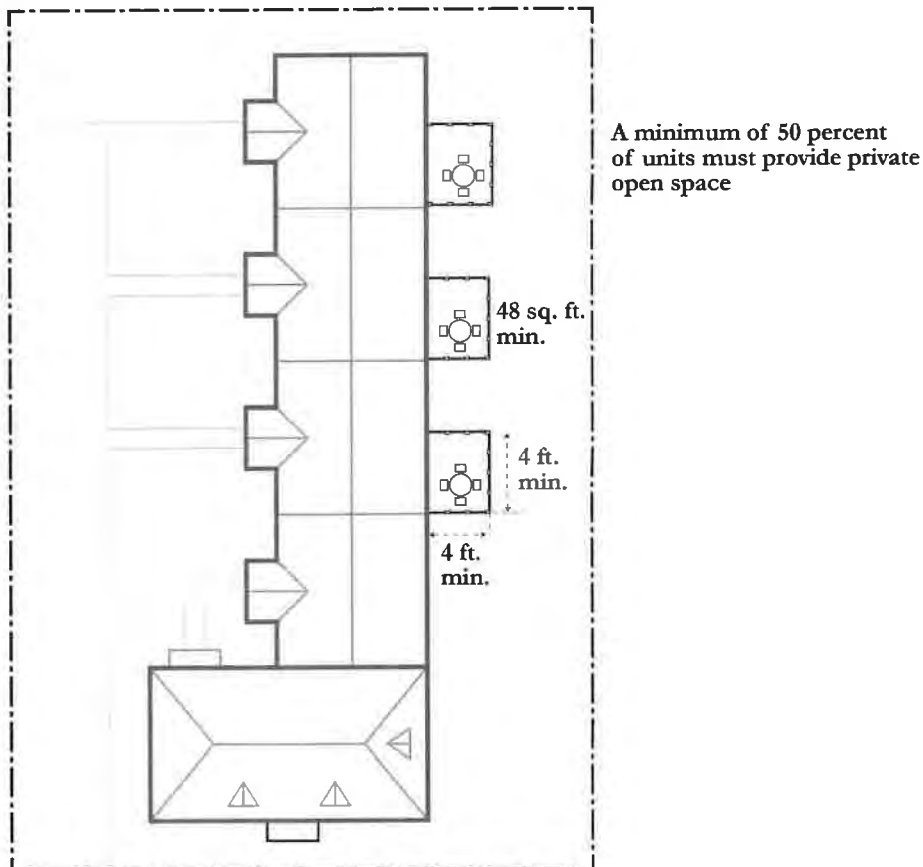 A minimum of 50 percent
of units must provide private
open space
48 sq. ft.
min.
4 ft.
min.
4 ft.
min.